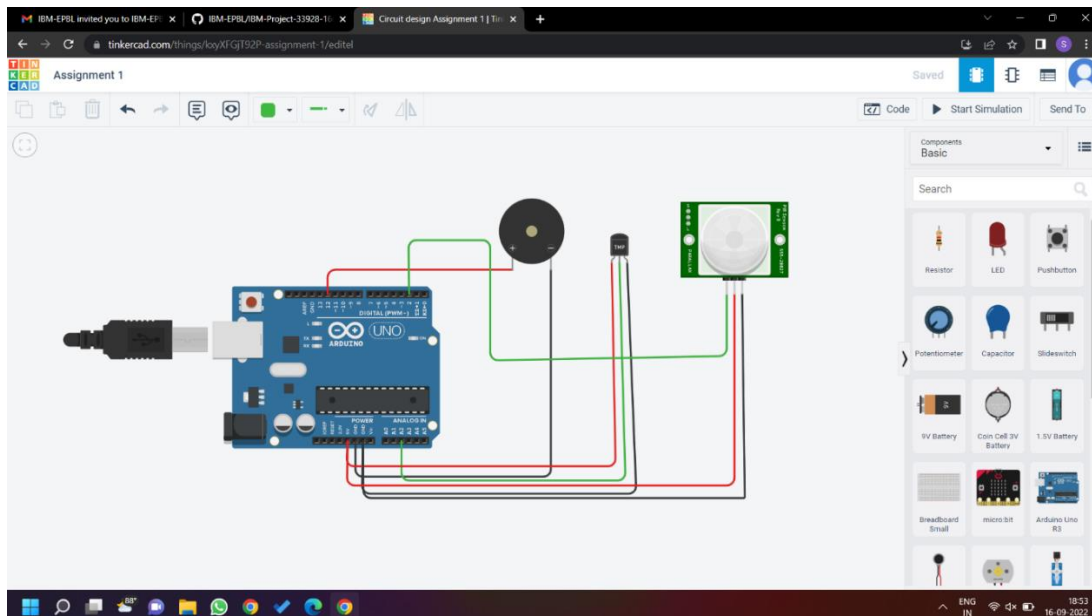 IBM-EPBL invited you to IBM-EPB
IBM-EPBL/IBM-Project-33928-16
Circuit design Assignment 1 | Tin
tinkercad.com/things/kxyXFGjT92P-assignment-1/editel
S
TIN
KER
CAD
Assignment 1
Saved
Code
Start Simulation
Send To
Components
Basic
Search
Resistor
LED
Pushbutton
Potentiometer
Capacitor
Slideswitch
9V Battery
Coin Cell 3V
Battery
1.5V Battery
Breadboard
Small
micro:bit
Arduino Uno
R3
TMP
DIGITAL (PWM~)
UNO
ARDUINO
POWER
ANALOG IN
88°
ENG
IN
18:53
16-09-2022